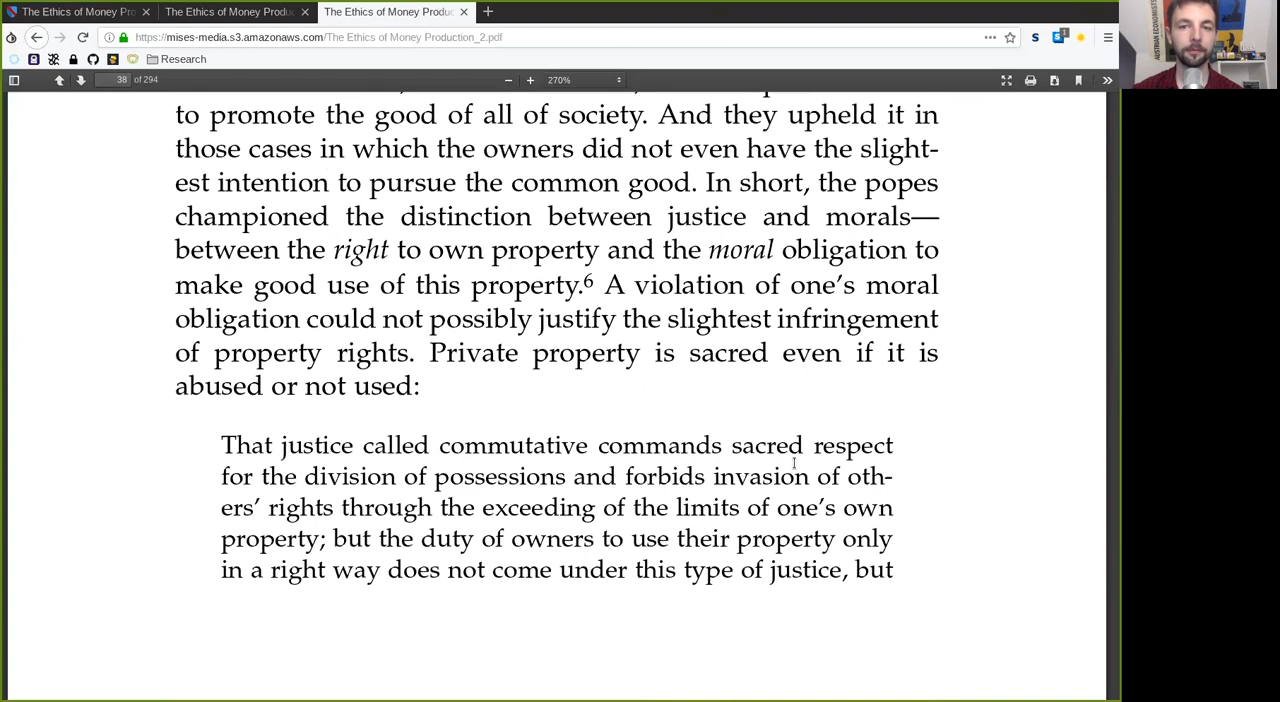 The Ethics of Money Pro
The Ethics of Money Produc
The Ethics of Money Produc
https://mises-media.s3.amazonaws.com/The Ethics of Money Production_2.pdf
Research
38 of 294
270%
AUSTRIAN ECONOMISTS
to promote the good of all of society. And they upheld it in
those cases in which the owners did not even have the slight-
est intention to pursue the common good. In short, the popes
championed the distinction between justice and morals—
between the right to own property and the moral obligation to
make good use of this property.6 A violation of one's moral
obligation could not possibly justify the slightest infringement
of property rights. Private property is sacred even if it is
abused or not used:
That justice called commutative commands sacred respect
for the division of possessions and forbids invasion of oth-
ers' rights through the exceeding of the limits of one's own
property; but the duty of owners to use their property only
in a right way does not come under this type of justice, but